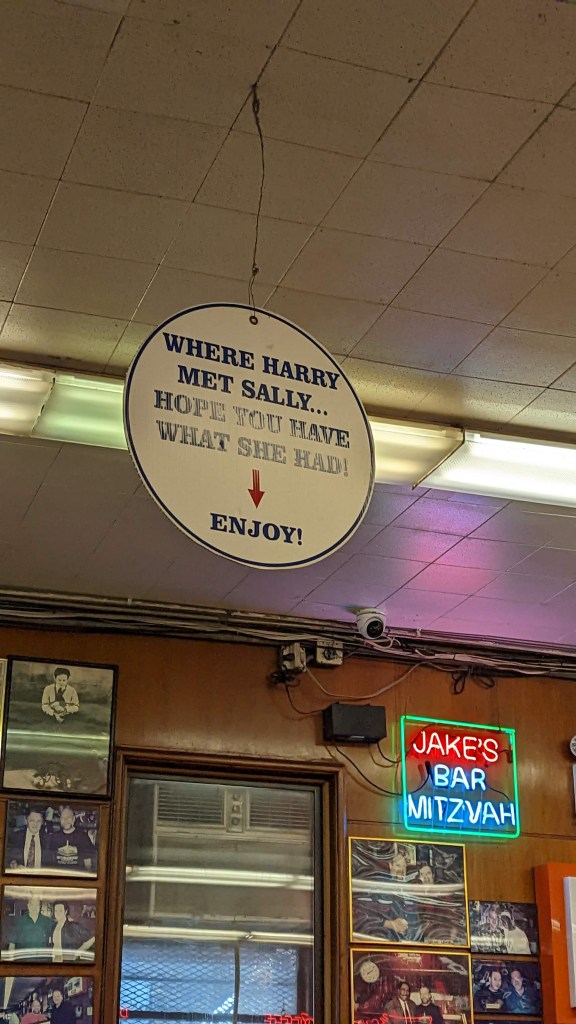 WHERE HARRY
MET SALLY...
HOPE YOU HAVE
WHAT SHE HAD!
ENJOY!
JAKE'S
BAR
MITZVAH